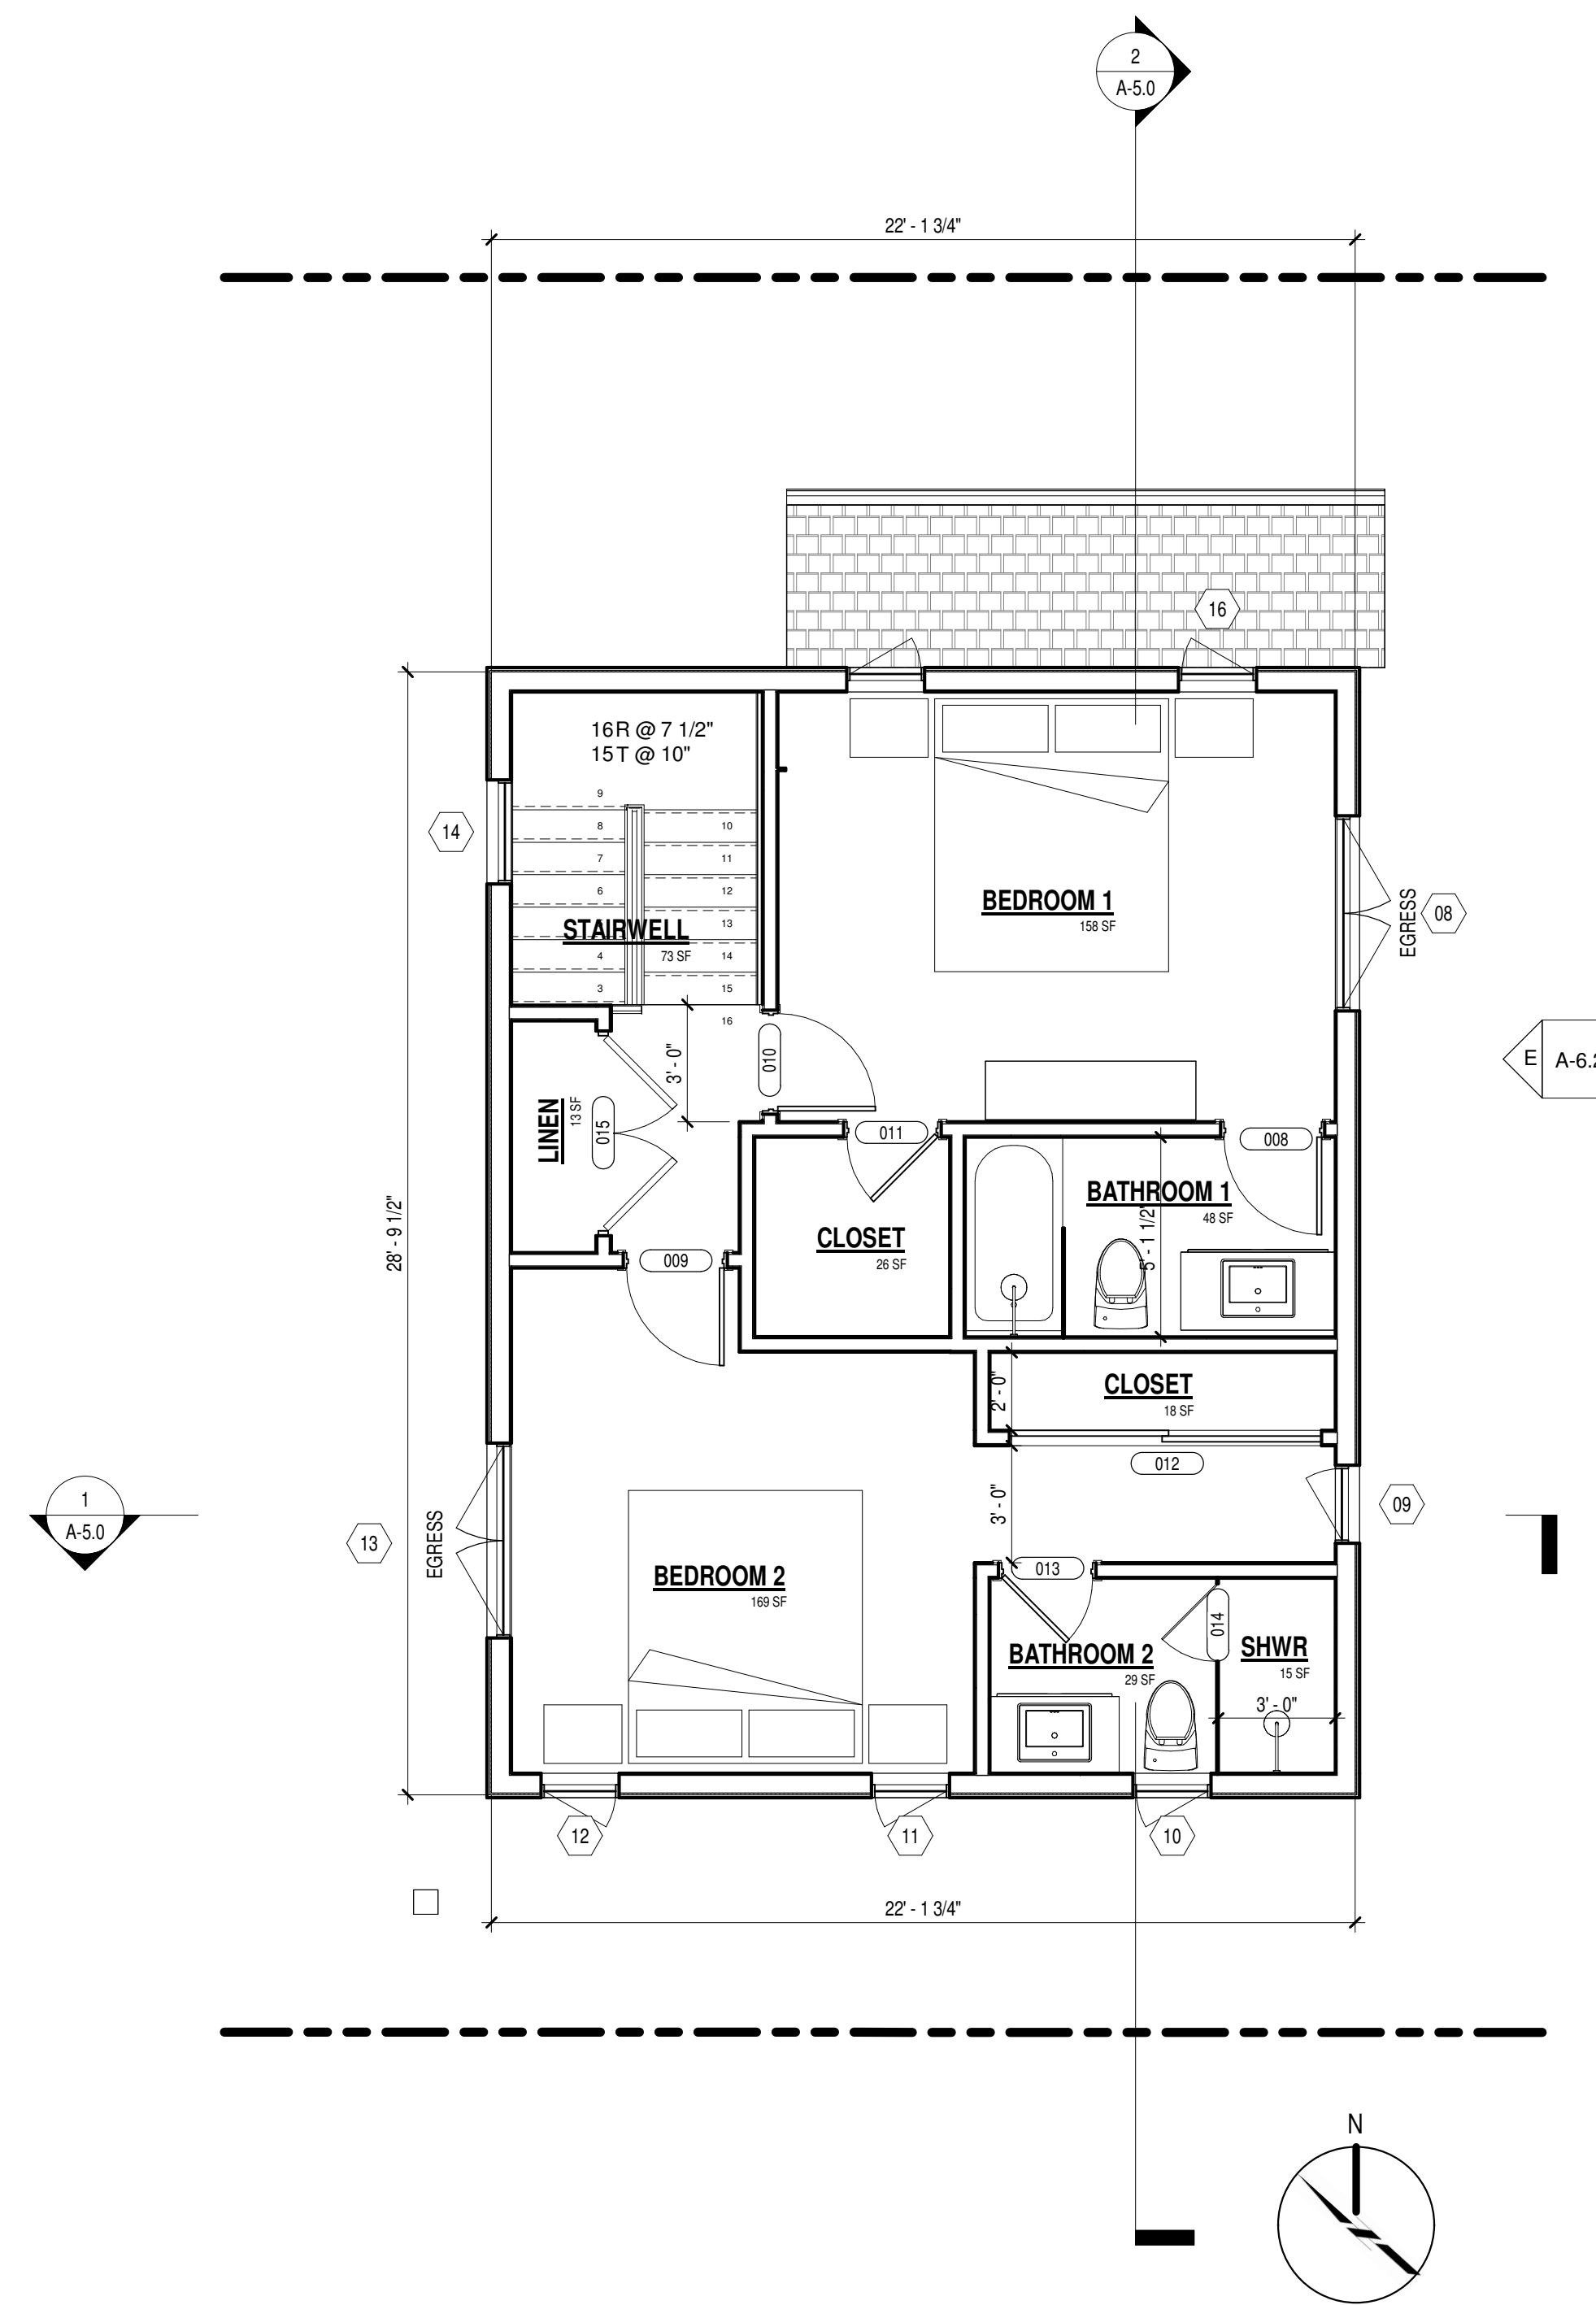 2
A-5.0
22' - 1 3/4"
16
16R @ 7 1/2"
15T @ 10"
9
8
10
14
7
11
6
12
BEDROOM 1
158 SF
EGRESS
08
13
STAIRWELL
73 SF
4
14
3
15
16
3' - 0"
010
E
A-6.2
LINEN
13 SF
015
011
008
BATHROOM 1
48 SF
5' - 1 1/2"
CLOSET
26 SF
009
28' - 9 1/2"
CLOSET
18 SF
2' - 0"
012
1
A-5.0
13
EGRESS
3' - 0"
09
013
BEDROOM 2
169 SF
014
BATHROOM 2
29 SF
SHWR
15 SF
3' - 0"
12
11
10
22' - 1 3/4"
N